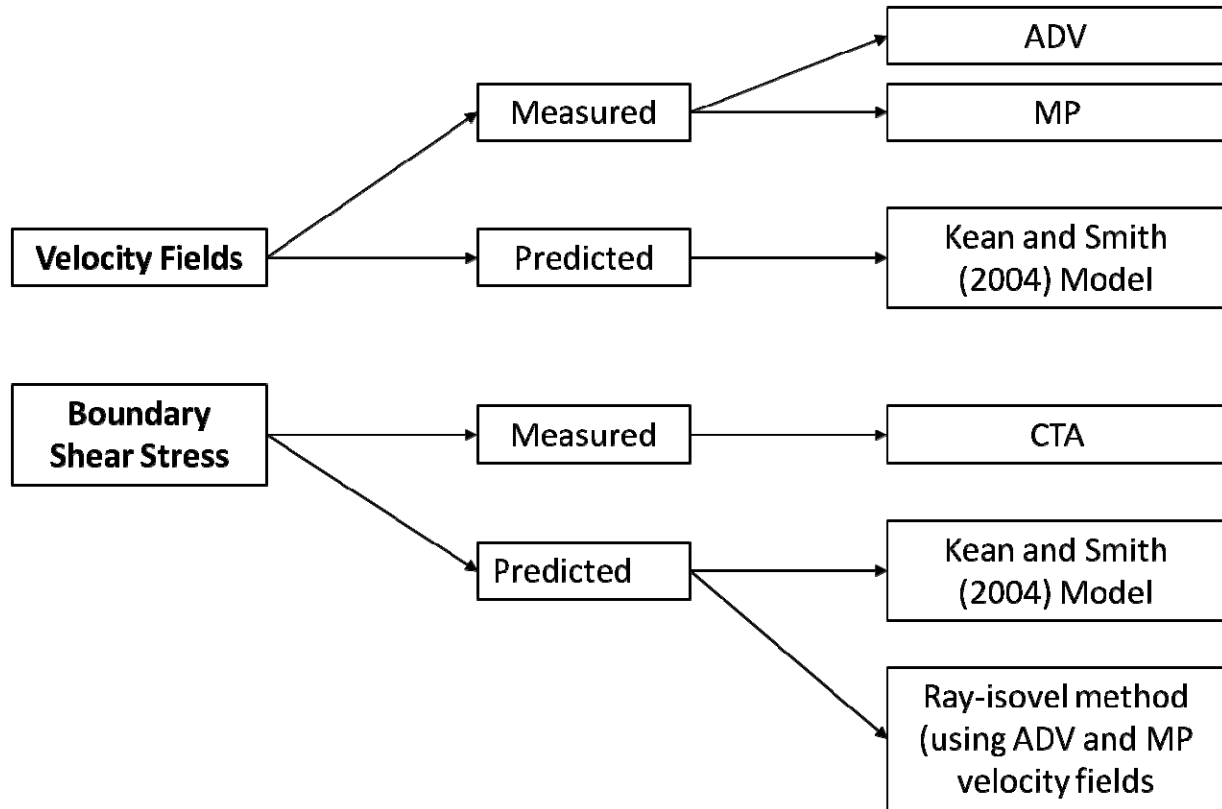 ADV
Measured
MP
Velocity Fields
Predicted
Kean and Smith
(2004) Model
Boundary
Shear Stress
Measured
CTA
Predicted
Kean and Smith
(2004) Model
Ray-isovel method
(using ADV and MP
velocity fields